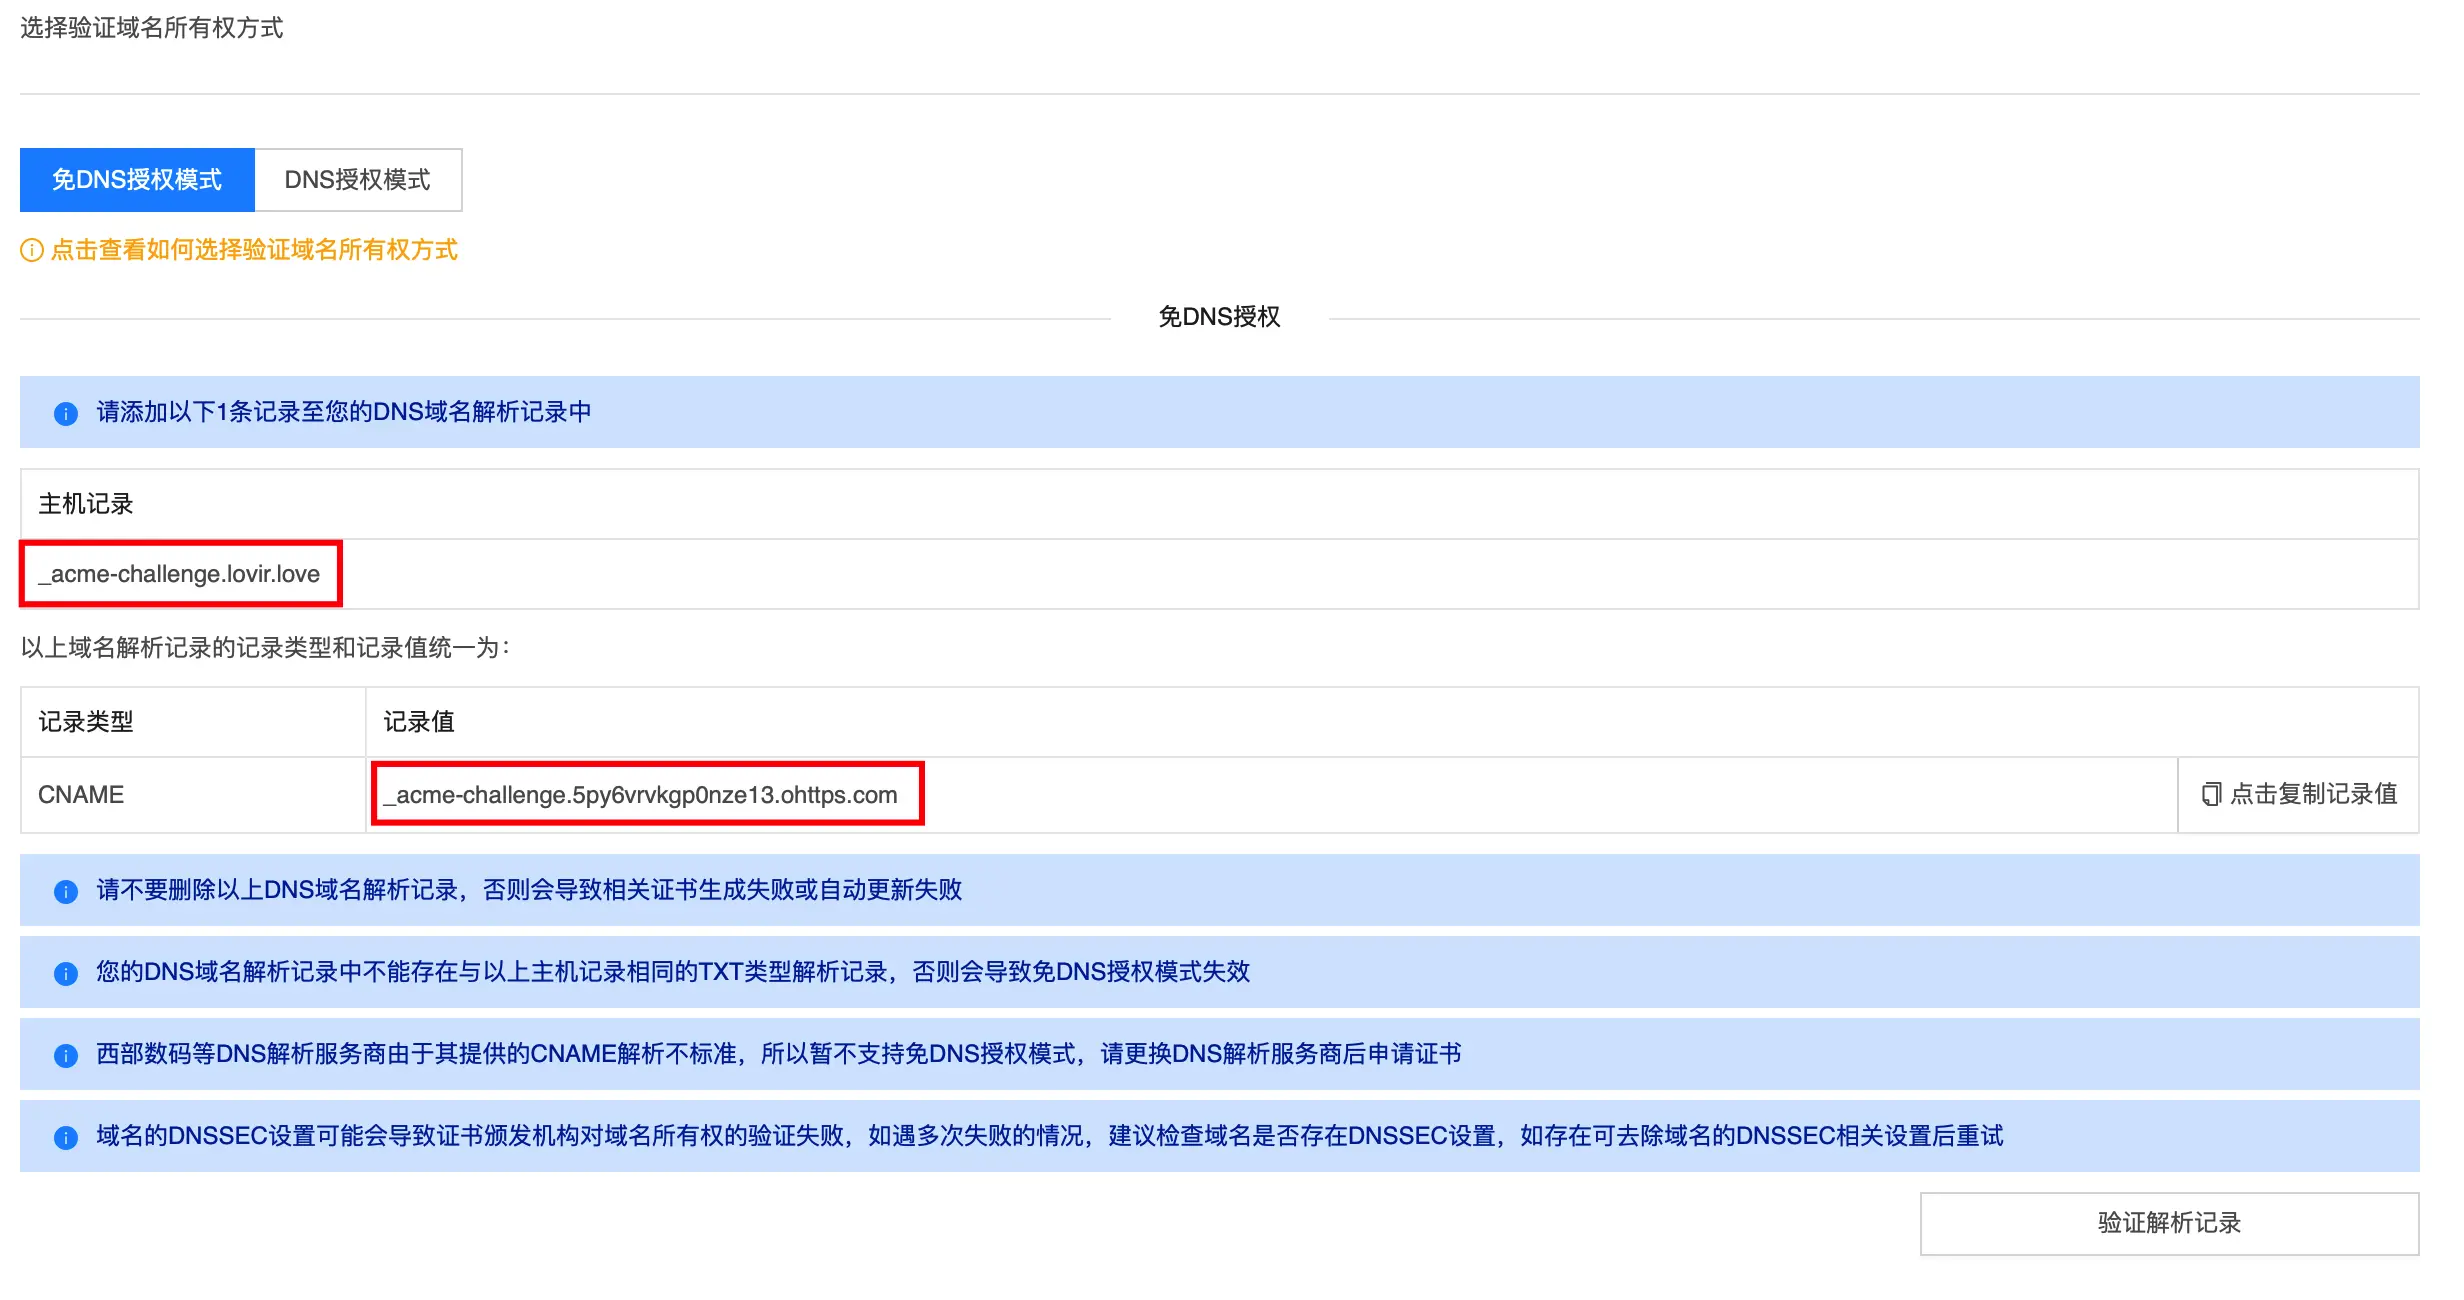 选择验证域名所有权方式
免DNS授权模式
DNS授权模式
点击查看如何选择验证域名所有权方式
免DNS授权
请添加以下1条记录至您的DNS域名解析记录中
主机记录
_acme-challenge.lovir.love
以上域名解析记录的记录类型和记录值统一为：
记录类型
记录值
CNAME
_acme-challenge.5py6vrvkgp0nze13.ohttps.com
点击复制记录值
请不要删除以上DNS域名解析记录，否则会导致相关证书生成失败或自动更新失败
您的DNS域名解析记录中不能存在与以上主机记录相同的TXT类型解析记录，否则会导致免DNS授权模式失效
西部数码等DNS解析服务商由于其提供的CNAME解析不标准，所以暂不支持免DNS授权模式，请更换DNS解析服务商后申请证书
域名的DNSSEC设置可能会导致证书颁发机构对域名所有权的验证失败，如遇多次失败的情况，建议检查域名是否存在DNSSEC设置，如存在可去除域名的DNSSEC相关设置后重试
验证解析记录